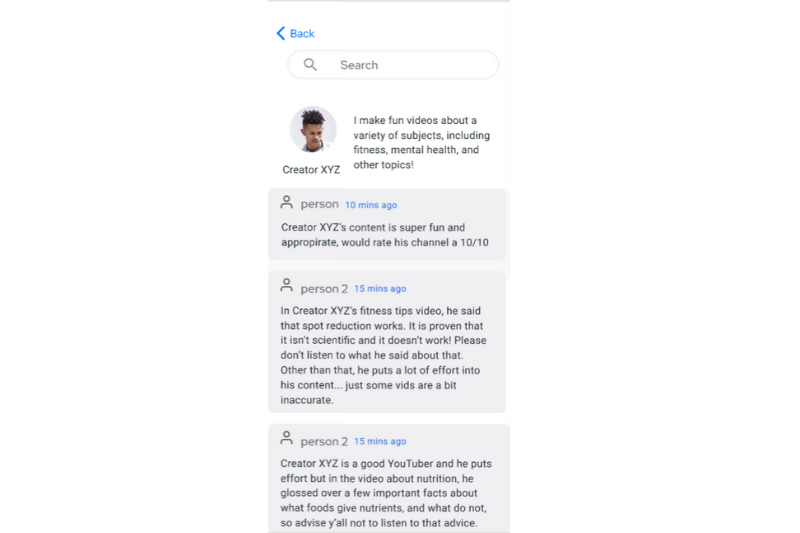 Back
Search
I make fun videos about a
variety of subjects, including
fitness, mental health, and
other topics!
Creator XYZ
person 10 mins ago
Creator XYZ's content is super fun and
appropirate, would rate his channel a 10/10
person 2 15 mins ago
In Creator XYZ's fitness tips video, he said
that spot reduction works. It is proven that
it isn't scientific and it doesn't work! Please
don't listen to what he said about that.
Other than that, he puts a lot of effort into
his content... just some vids are a bit
inaccurate.
person 2 15 mins ago
Creator XYZ is a good YouTuber and he puts
effort but in the video about nutrition, he
glossed over a few important facts about
what foods give nutrients, and what do not,
so advise y'all not to listen to that advice.